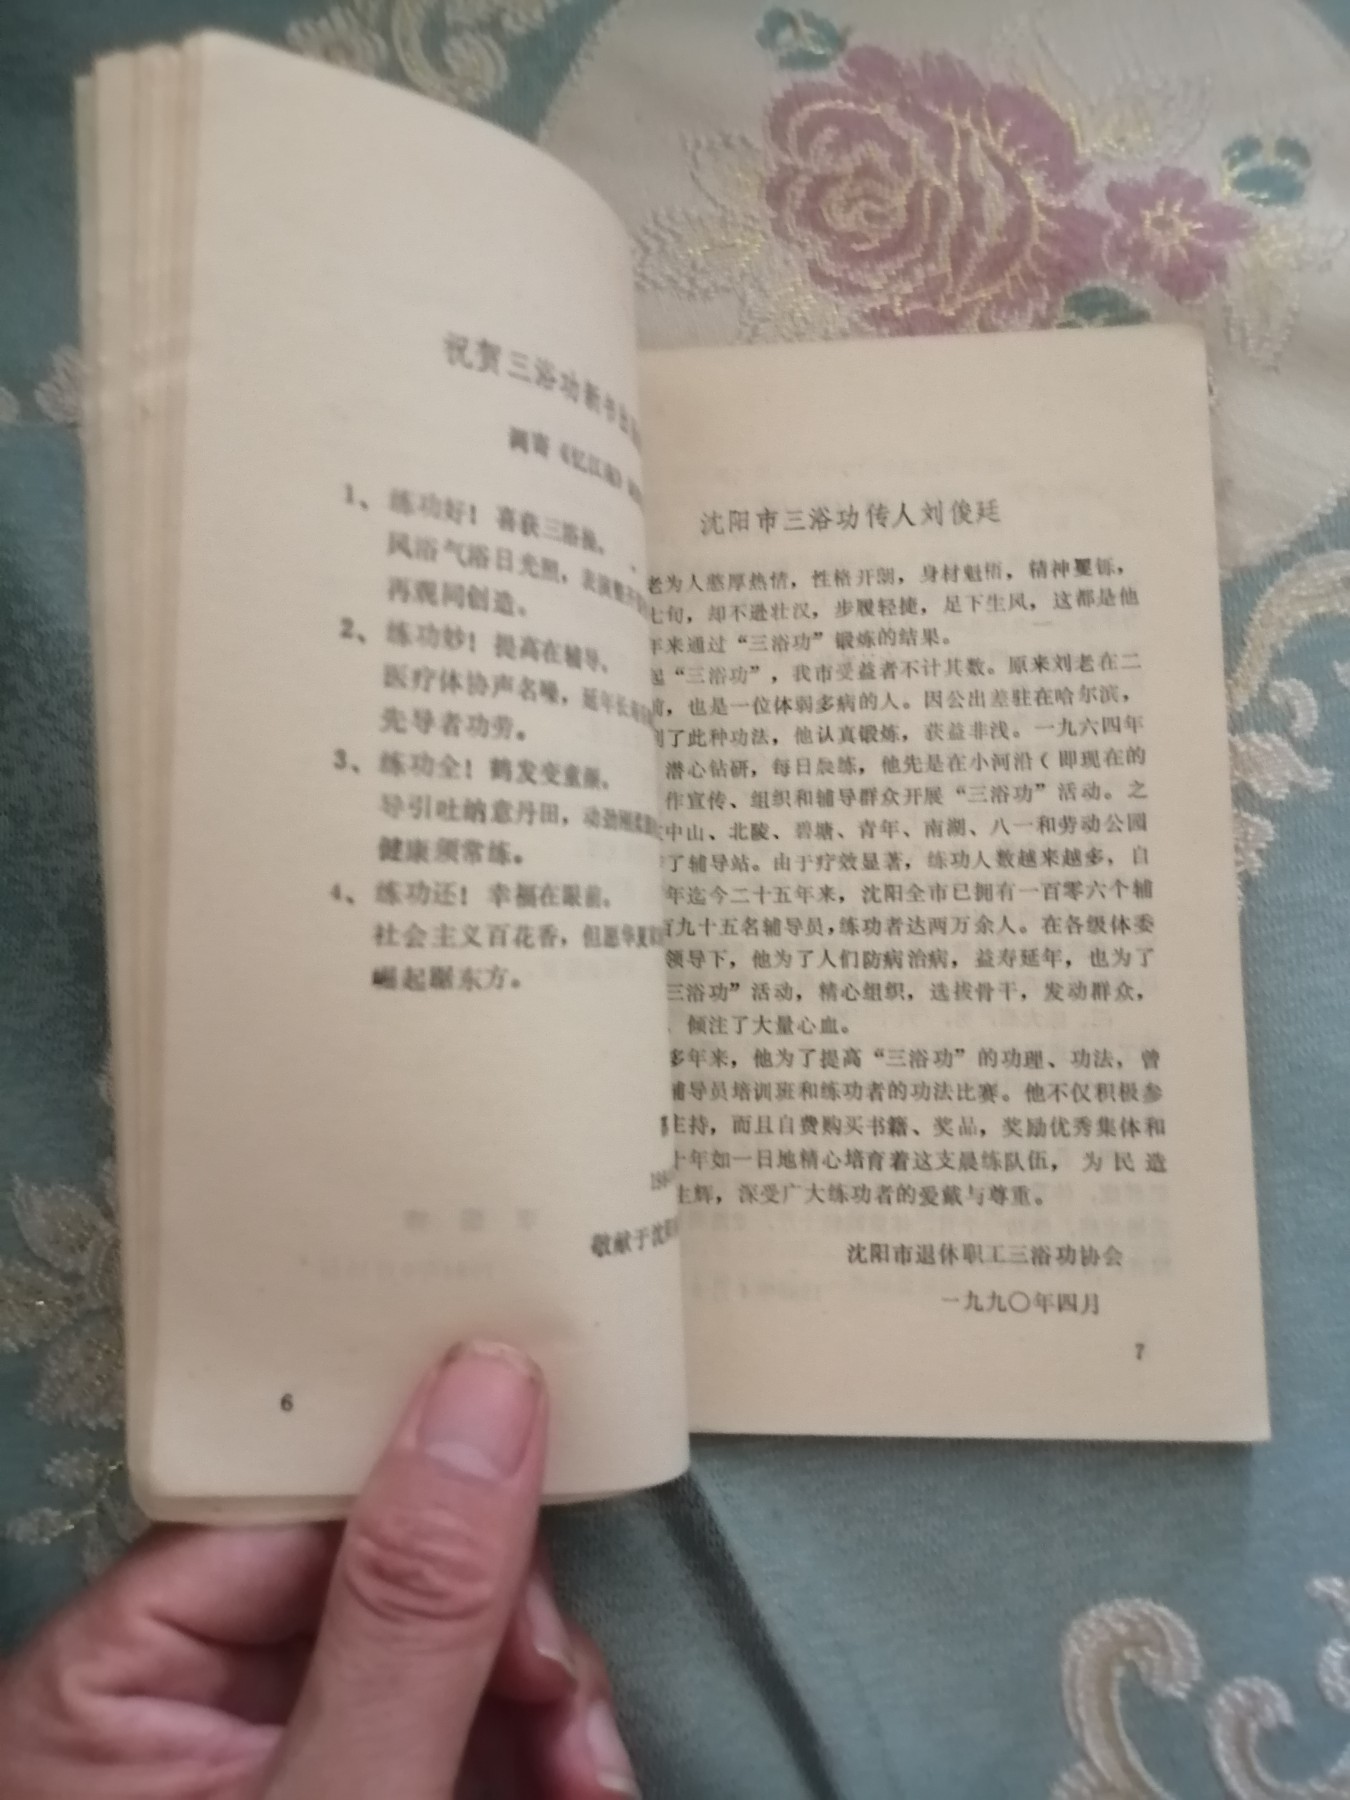 祝贺三浴功新书出
调寄《忆江南》
1、练功好！喜获三浴操。
风浴气浴日光照，表演整
再观同创造。
2、练功妙！提高在辅导。
医疗体协声名噪，延年长
先导者功劳。
3、练功全！鹤发变童颜。
导引吐纳意丹田，动劲刚柔
健康须常练。
4、练功还！幸福在眼前。
社会主义百花香，但愿华夏
崛起踞东方。
敬献于沈
6
沈阳市三浴功传人刘俊廷
老为人憨厚热情，性格开朗，身材魁梧，精神矍铄，
七旬，却不逊壮汉，步履轻捷，足下生风，这都是他
年来通过“三浴功”锻炼的结果。
起“三浴功”，我市受益者不计其数。原来刘老在二
前，也是一位体弱多病的人。因公出差驻在哈尔滨，
到了此种功法，他认真锻炼，获益非浅。一九六四年
潜心钻研，每日晨练，他先是在小河沿（即现在的
作宣传、组织和辅导群众开展“三浴功”活动。之
中山、北陵、碧塘、青年、南湖、八一和劳动公园
了辅导站。由于疗效显著，练功人数越来越多，自
年迄今二十五年来，沈阳全市已拥有一百零六个辅
百九十五名辅导员，练功者达两万余人。在各级体委
领导下，他为了人们防病治病，益寿延年，也为了
三浴功”活动，精心组织，选拔骨干，发动群众，
倾注了大量心血。
多年来，他为了提高“三浴功”的功理、功法，曾
辅导员培训班和练功者的功法比赛。他不仅积极参
主持，而且自费购买书籍、奖品，奖励优秀集体和
十年如一日地精心培育着这支晨练队伍，为民造
生辉，深受广大练功者的爱戴与尊重。
沈阳市退休职工三浴功协会
一九九〇年四月
7